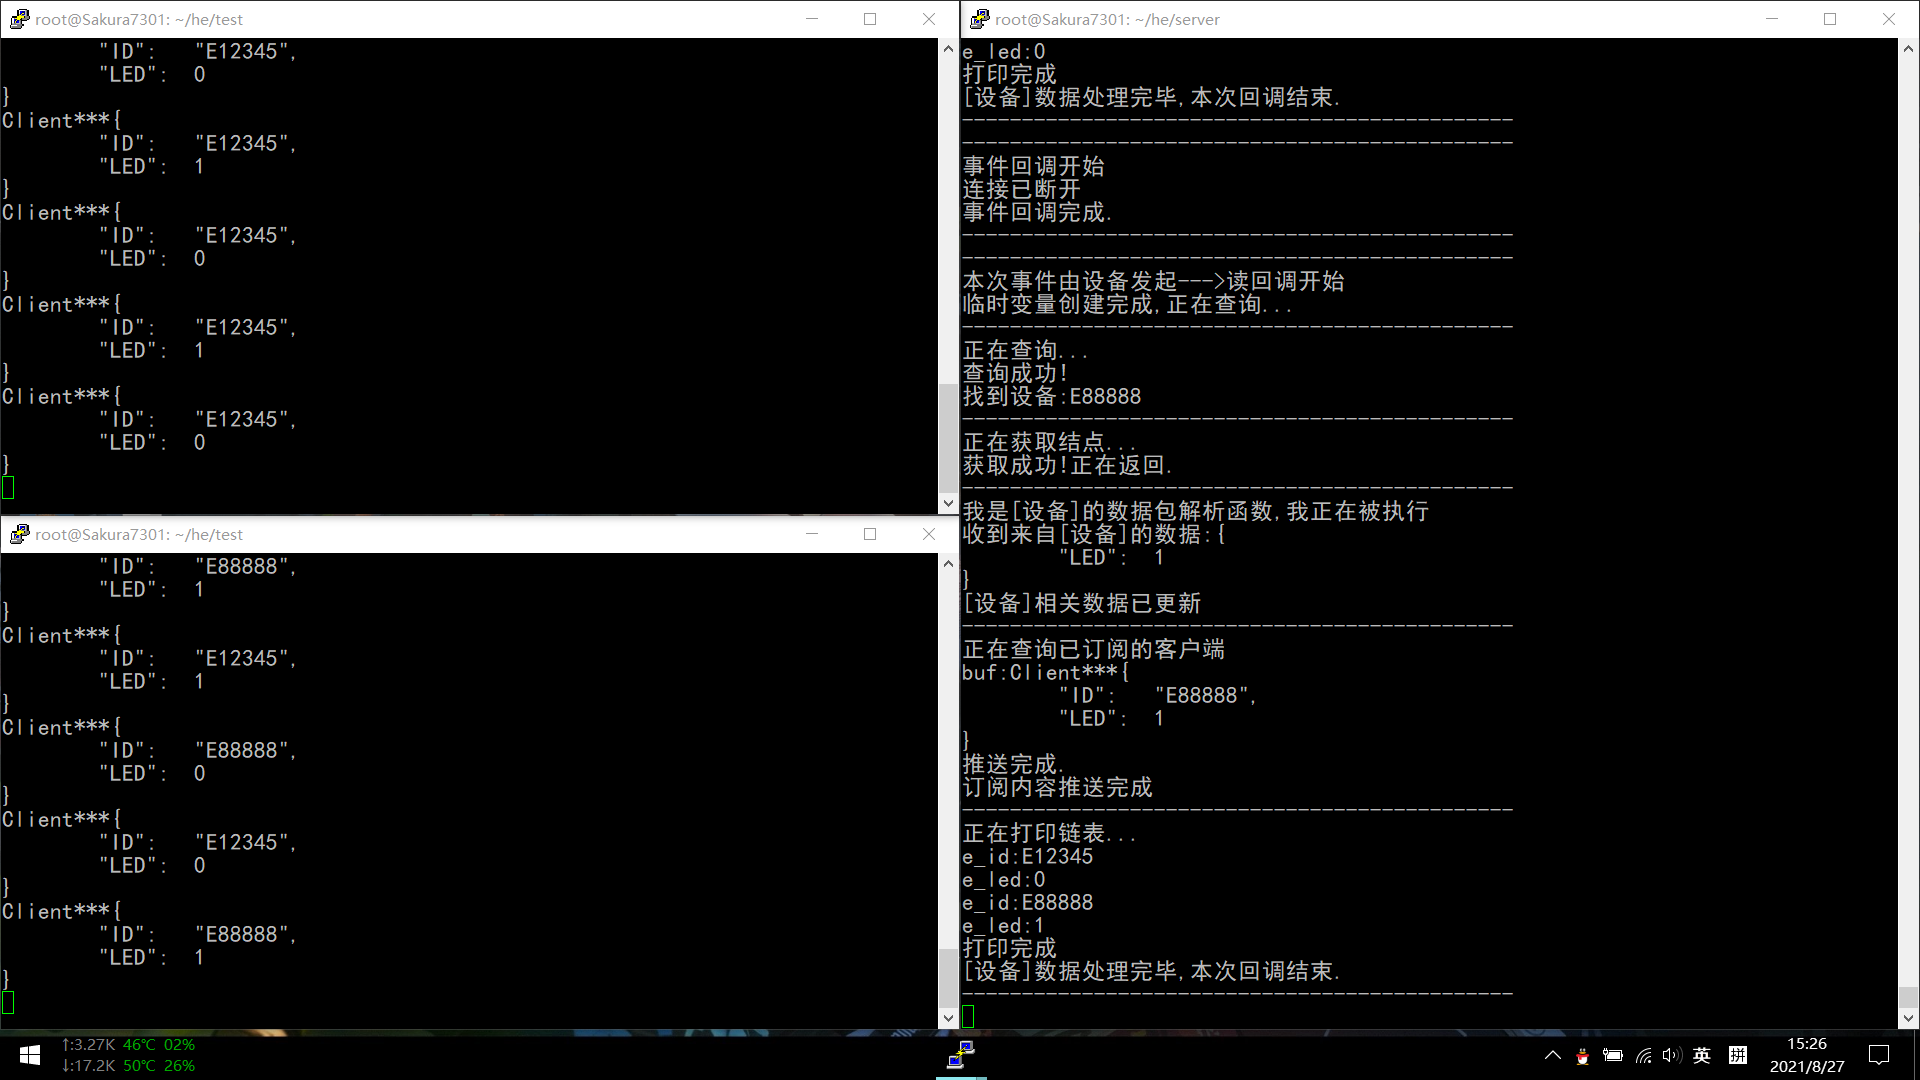 root@Sakura7301: ~/he/test
"ID":   "E12345",
"LED":  0
}
Client***{
"ID":   "E12345",
"LED":  1
}
Client***{
"ID":   "E12345",
"LED":  0
}
Client***{
"ID":   "E12345",
"LED":  1
}
Client***{
"ID":   "E12345",
"LED":  0
}
root@Sakura7301: ~/he/test
"ID":   "E88888",
"LED":  1
}
Client***{
"ID":   "E12345",
"LED":  1
}
Client***{
"ID":   "E88888",
"LED":  0
}
Client***{
"ID":   "E12345",
"LED":  0
}
Client***{
"ID":   "E88888",
"LED":  1
}
root@Sakura7301: ~/he/server
e_led:0
打印完成
[设备]数据处理完毕,本次回调结束.
----------------------------------------------
----------------------------------------------
事件回调开始
连接已断开
事件回调完成.
----------------------------------------------
----------------------------------------------
本次事件由设备发起--->读回调开始
临时变量创建完成,正在查询...
----------------------------------------------
正在查询...
查询成功!
找到设备:E88888
----------------------------------------------
正在获取结点...
获取成功!正在返回.
----------------------------------------------
我是[设备]的数据包解析函数,我正在被执行
收到来自[设备]的数据:{
"LED":  1
}
[设备]相关数据已更新
----------------------------------------------
正在查询已订阅的客户端
buf:Client***{
"ID":   "E88888",
"LED":  1
}
推送完成.
订阅内容推送完成
----------------------------------------------
正在打印链表...
e_id:E12345
e_led:0
e_id:E88888
e_led:1
打印完成
[设备]数据处理完毕,本次回调结束.
----------------------------------------------
↑:3.27K 46℃ 02%
↓:17.2K 50℃ 26%
英 拼
15:26
2021/8/27